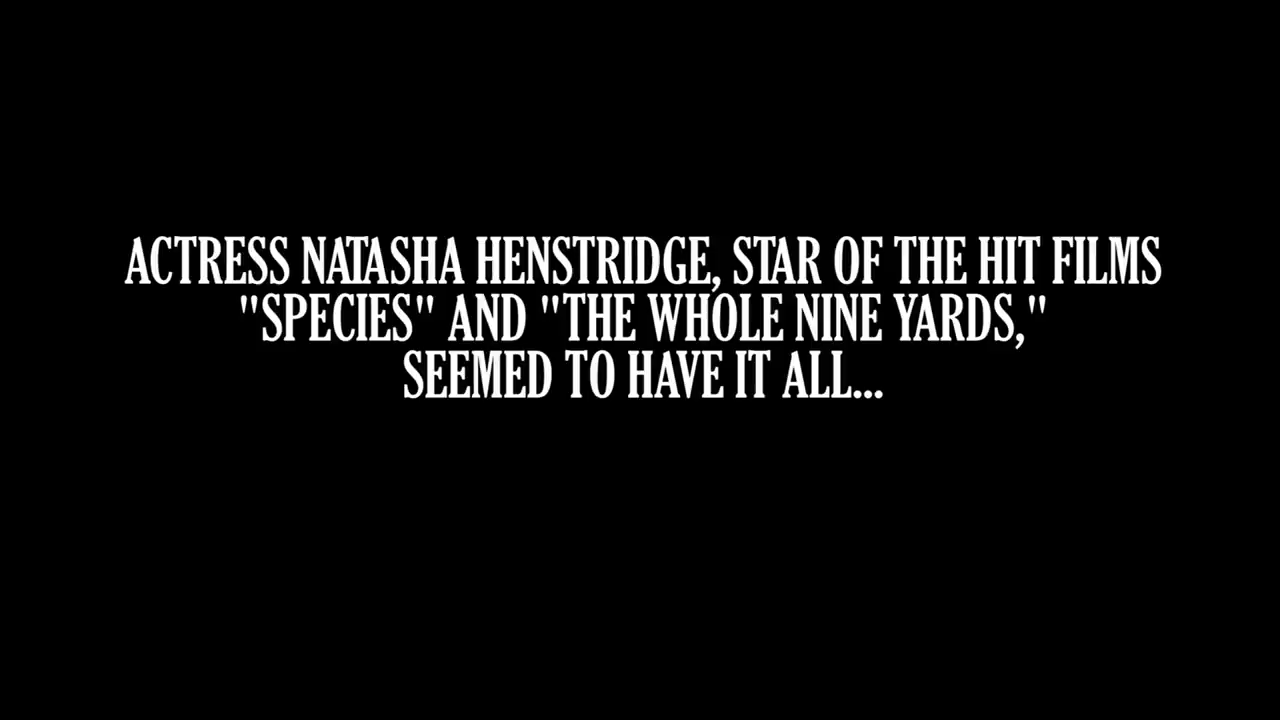 ACTRESS NATASHA HENSTRIDGE, STAR OF THE HIT FILMS
"SPECIES" AND "THE WHOLE NINE YARDS,"
SEEMED TO HAVE IT ALL...